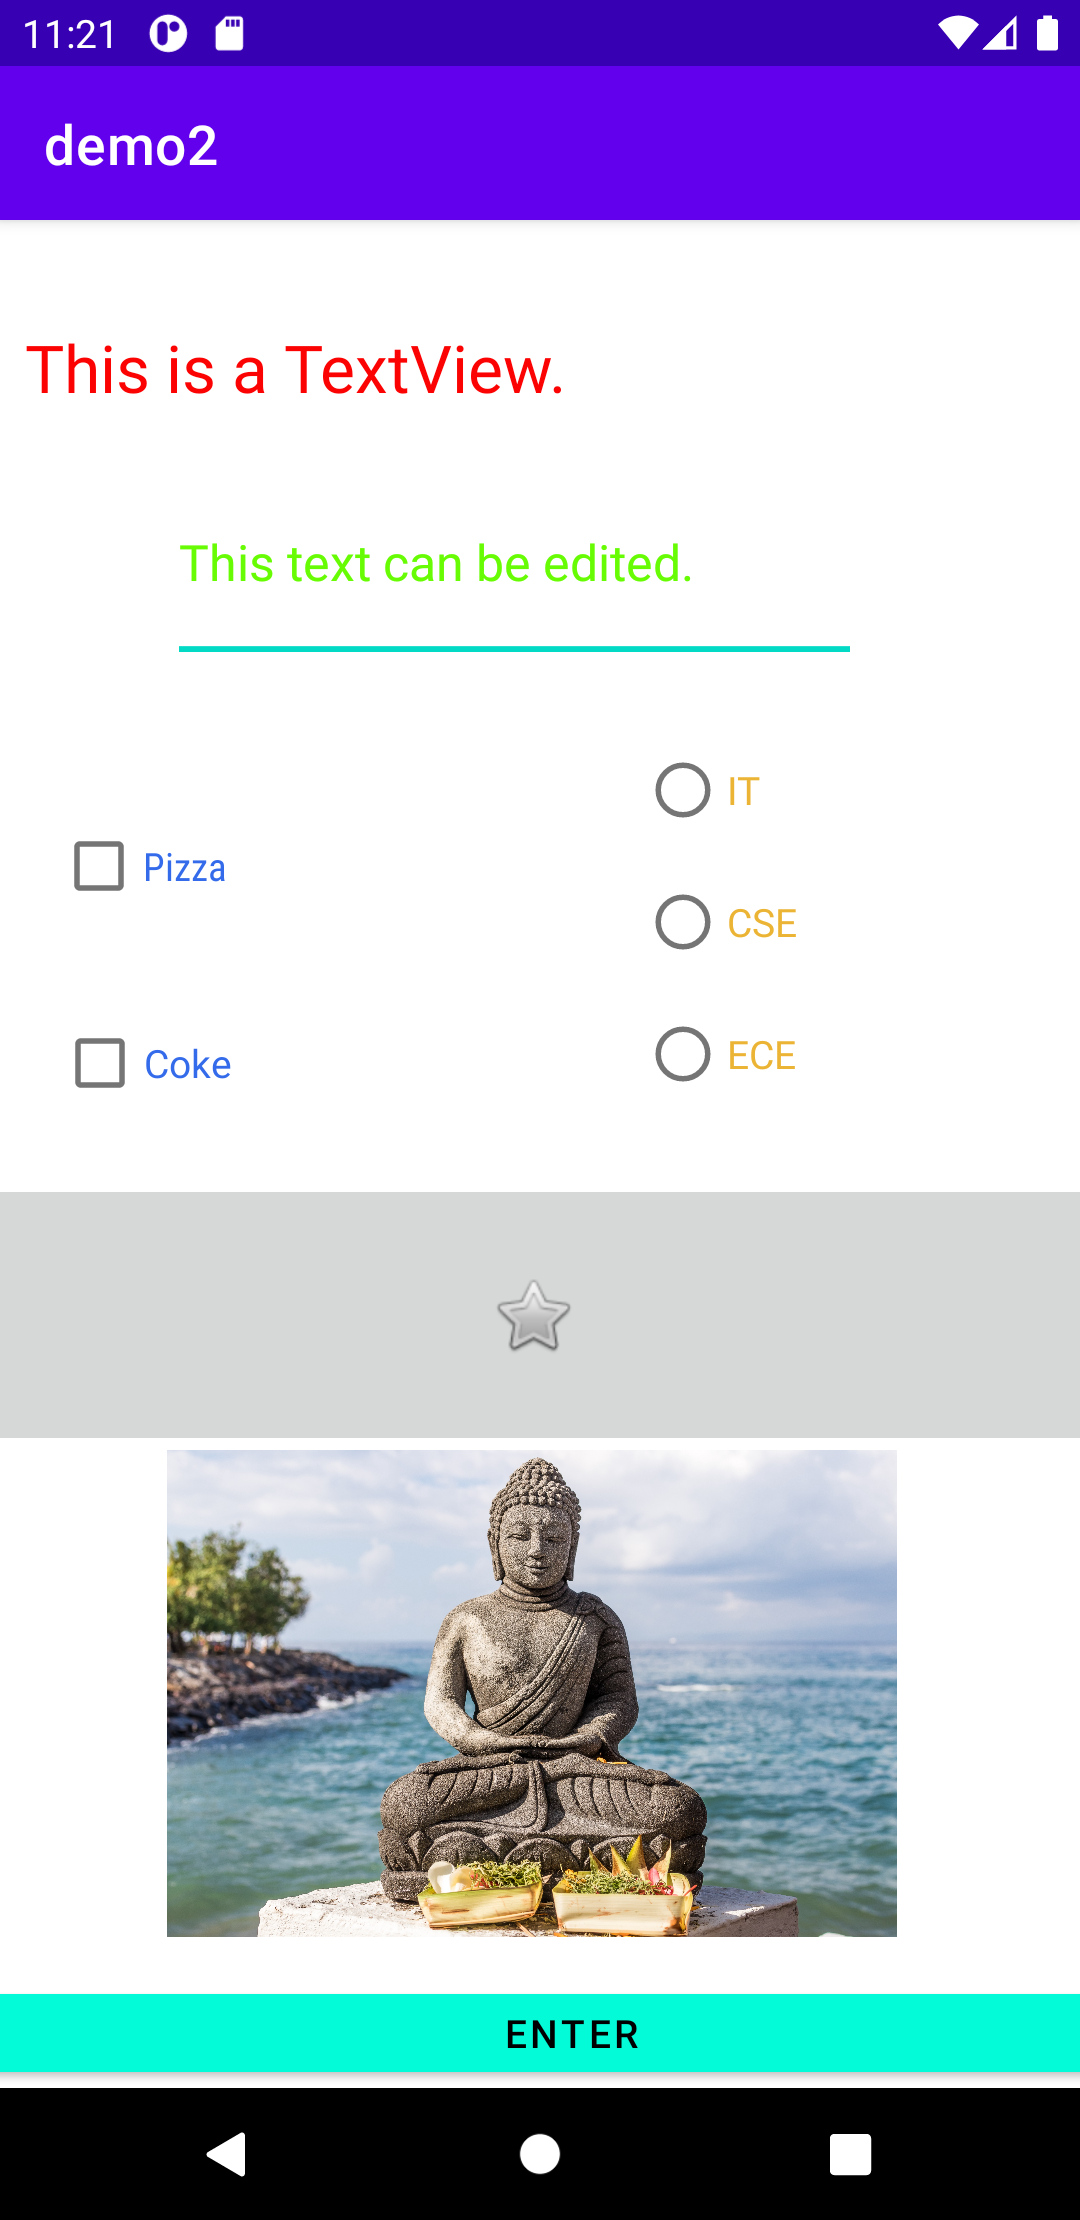 11:21
demo2
This is a TextView.
This text can be edited.
IT
Pizza
CSE
Coke
ECE
ENTER